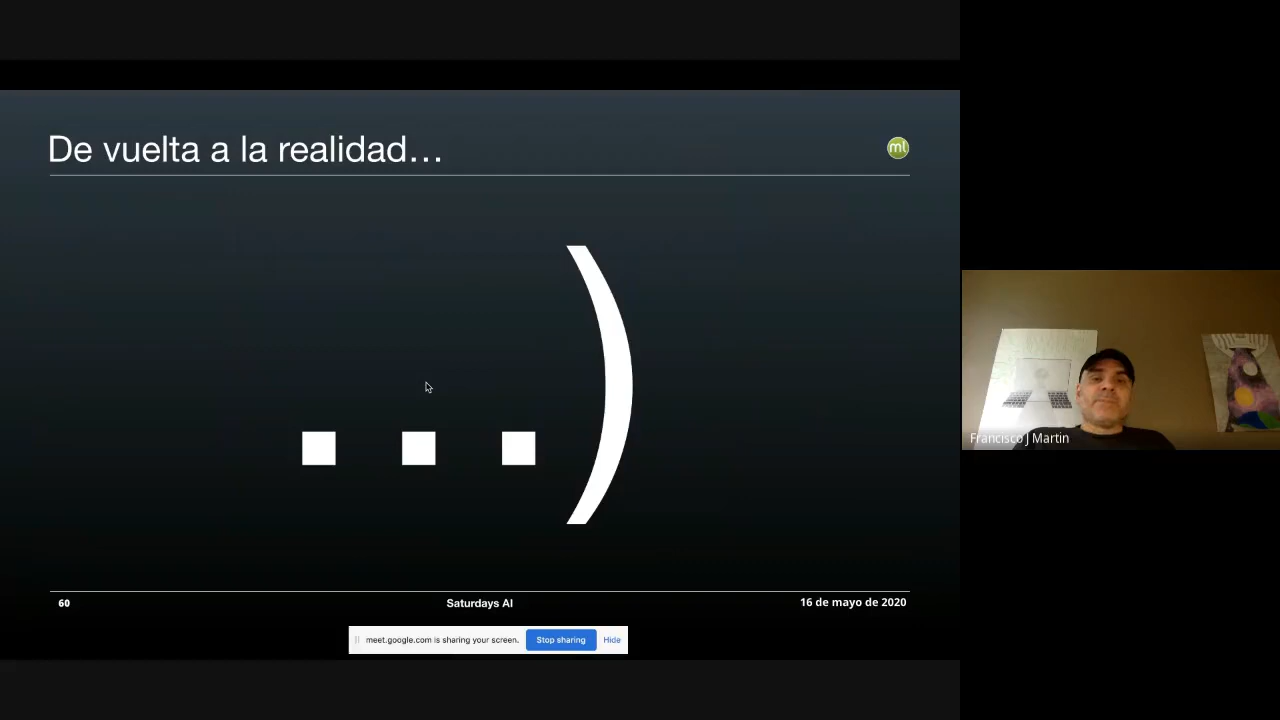 De vuelta a la realidad...
ml
...)
60
Saturdays AI
16 de mayo de 2020
meet.google.com is sharing your screen.
Stop sharing
Hide
Francisco J Martin